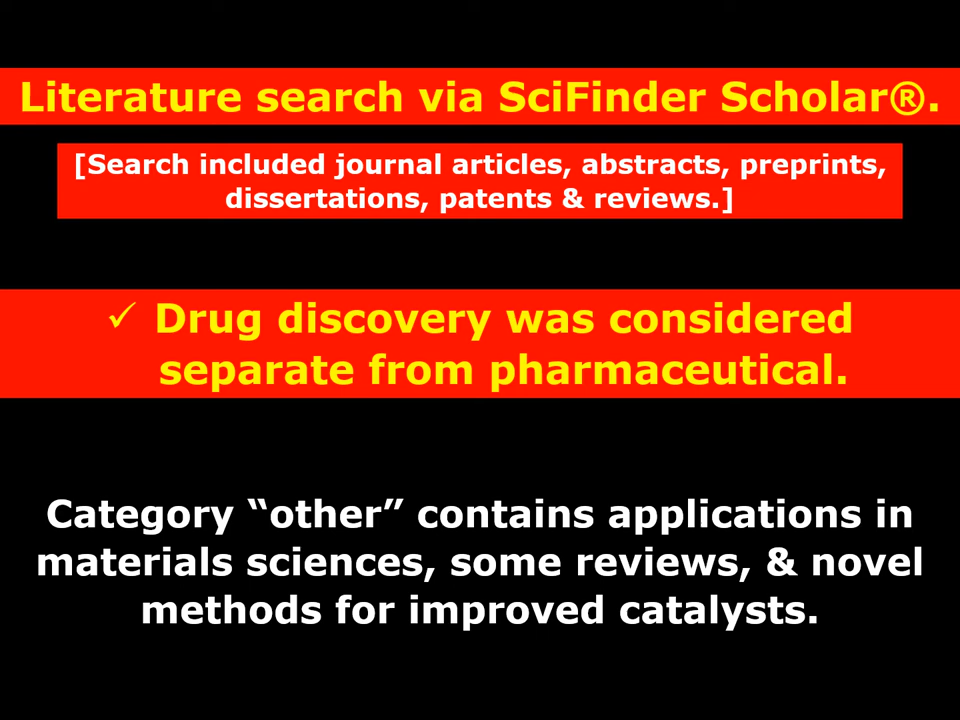 Literature search via SciFinder Scholar®.
[Search included journal articles, abstracts, preprints,
dissertations, patents & reviews.]
✓ Drug discovery was considered
separate from pharmaceutical.
Category “other” contains applications in
materials sciences, some reviews, & novel
methods for improved catalysts.